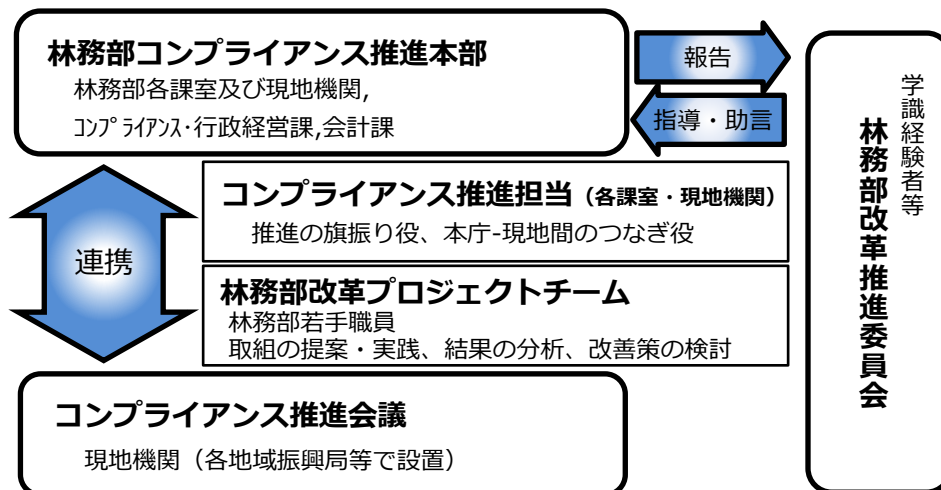 林務部コンプライアンス推進本部
林務部各課室及び現地機関,
ｺﾝﾌﾟﾗｲｱﾝｽ・行政経営課,会計課
報告
指導・助言
学識経験者等
林務部改革推進委員会
連携
コンプライアンス推進担当（各課室・現地機関）
推進の旗振り役、本庁-現地間のつなぎ役
林務部改革プロジェクトチーム
林務部若手職員
取組の提案・実践、結果の分析、改善策の検討
コンプライアンス推進会議
現地機関（各地域振興局等で設置）